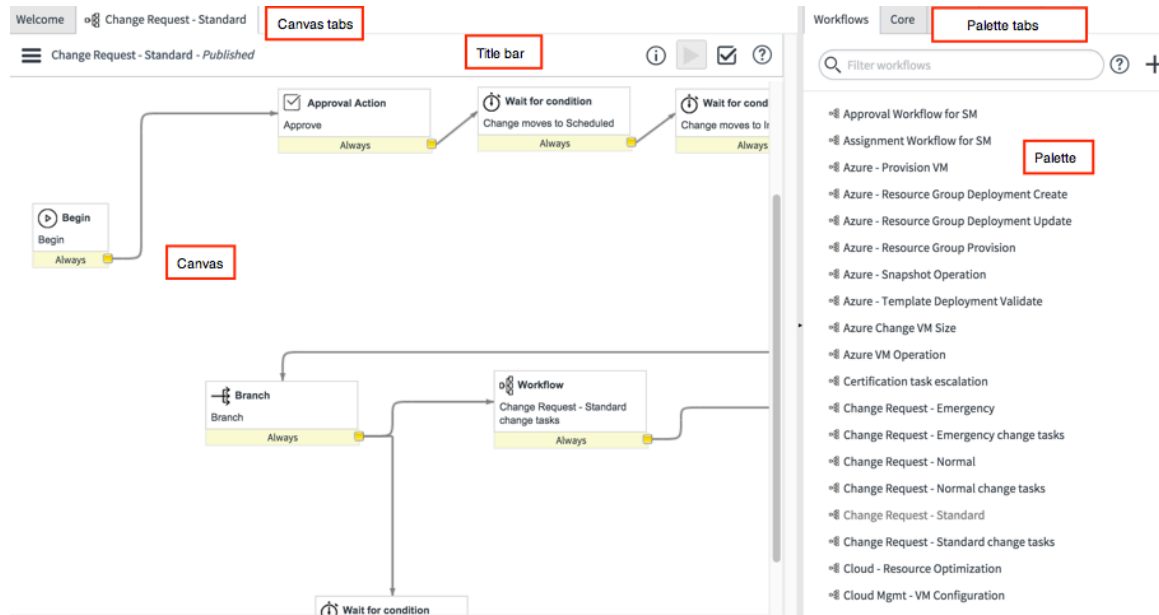 Welcome
Change Request - Standard
Canvas tabs
Workflows
Core
Palette tabs
Change Request - Standard - Published
Title bar
Filter workflows
Approval Action
Approve
Always
Wait for condition
Change moves to Scheduled
Always
Wait for cond
Change moves to In
Always
Begin
Begin
Always
Canvas
Branch
Branch
Always
Workflow
Change Request - Standard
change tasks
Always
Wait for condition
Approval Workflow for SM
Assignment Workflow for SM
Palette
Azure - Provision VM
Azure - Resource Group Deployment Create
Azure - Resource Group Deployment Update
Azure - Resource Group Provision
Azure - Snapshot Operation
Azure - Template Deployment Validate
Azure Change VM Size
Azure VM Operation
Certification task escalation
Change Request - Emergency
Change Request - Emergency change tasks
Change Request - Normal
Change Request - Normal change tasks
Change Request - Standard
Change Request - Standard change tasks
Cloud - Resource Optimization
Cloud Mgmt - VM Configuration